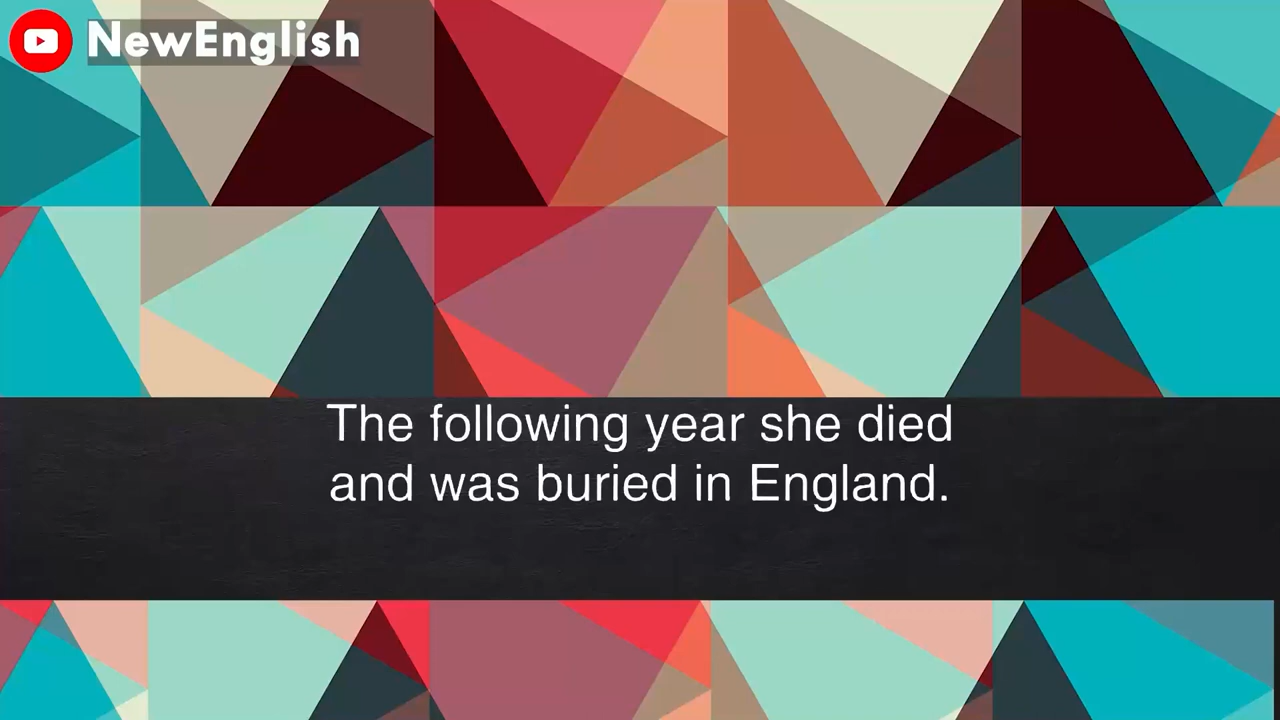 NewEnglish
The following year she died
and was buried in England.